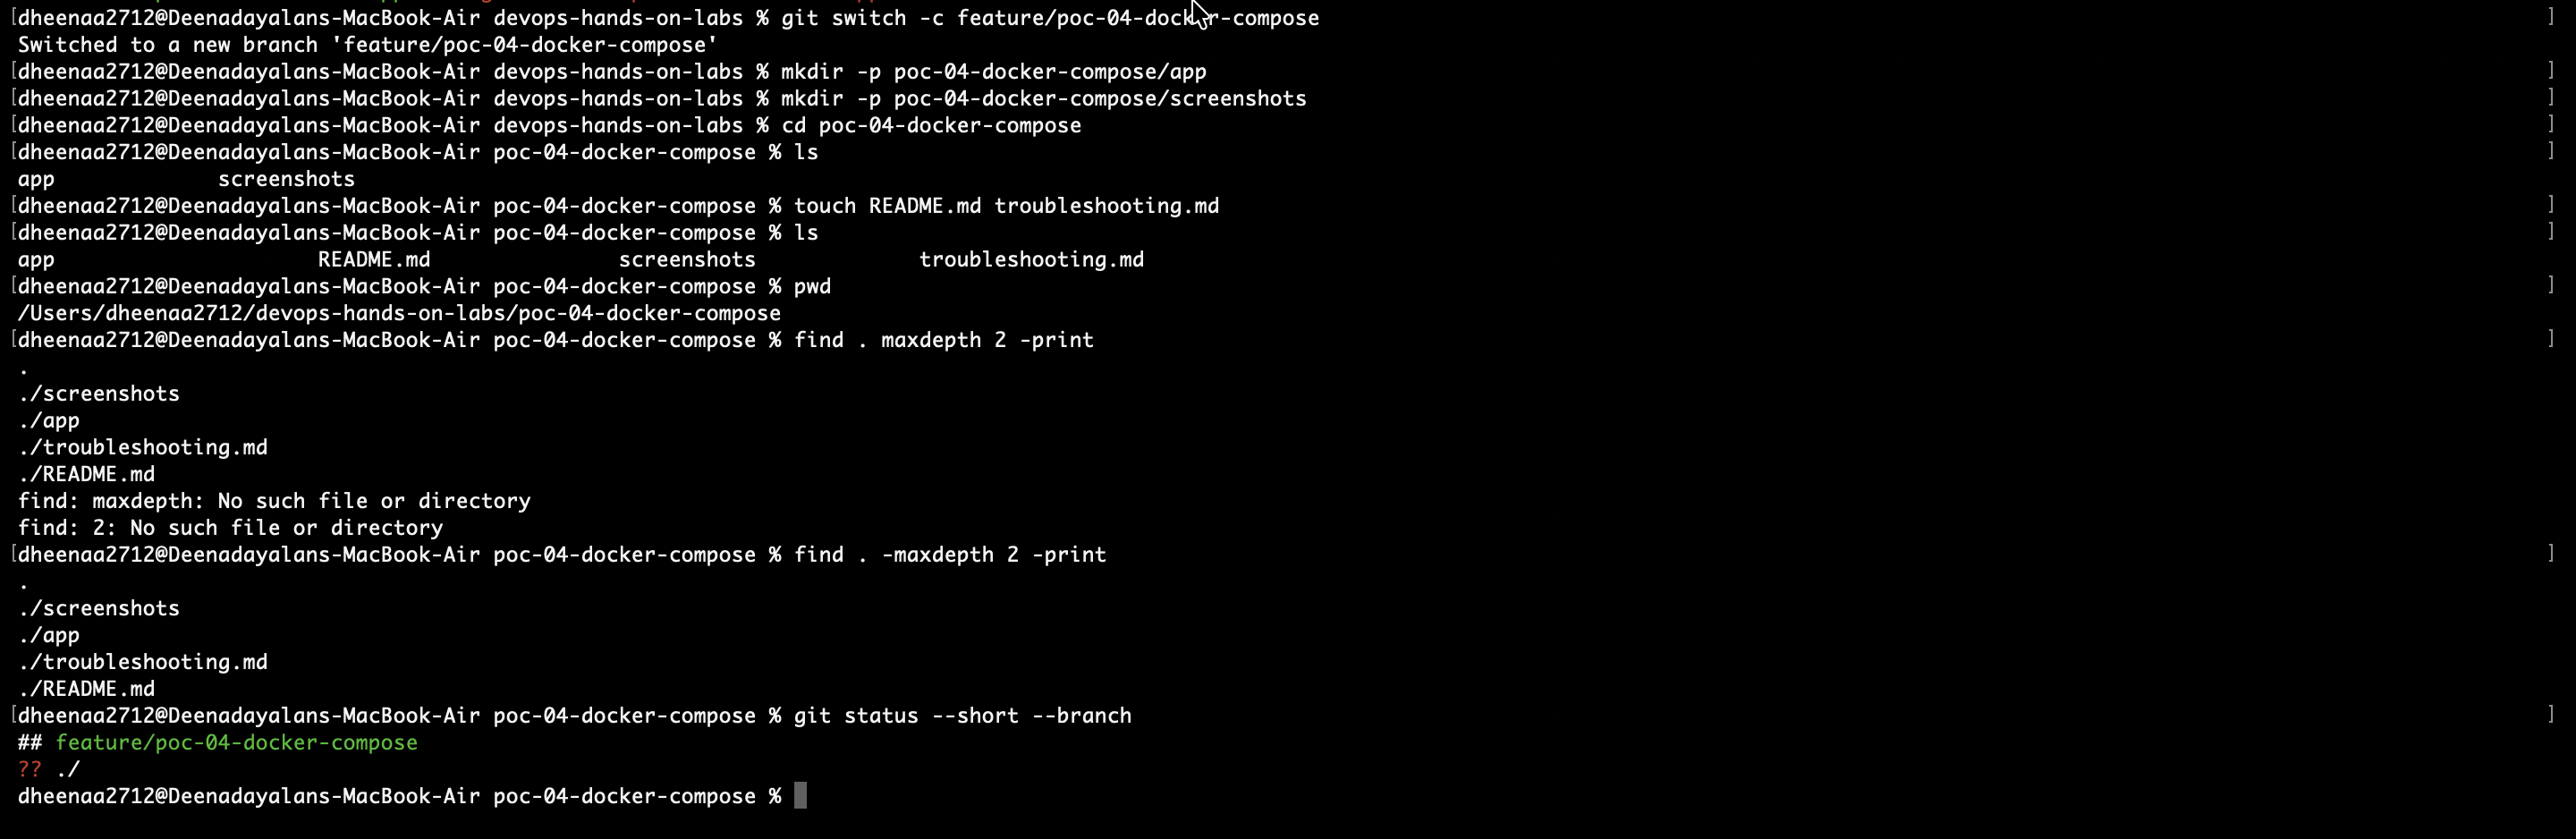 [dheenaa2712@Deenadayalans-MacBook-Air devops-hands-on-labs % git switch -c feature/poc-04-docker-compose ]
Switched to a new branch 'feature/poc-04-docker-compose'
[dheenaa2712@Deenadayalans-MacBook-Air devops-hands-on-labs % mkdir -p poc-04-docker-compose/app ]
[dheenaa2712@Deenadayalans-MacBook-Air devops-hands-on-labs % mkdir -p poc-04-docker-compose/screenshots ]
[dheenaa2712@Deenadayalans-MacBook-Air devops-hands-on-labs % cd poc-04-docker-compose ]
[dheenaa2712@Deenadayalans-MacBook-Air poc-04-docker-compose % ls ]
app screenshots
[dheenaa2712@Deenadayalans-MacBook-Air poc-04-docker-compose % touch README.md troubleshooting.md ]
[dheenaa2712@Deenadayalans-MacBook-Air poc-04-docker-compose % ls ]
app README.md screenshots troubleshooting.md
[dheenaa2712@Deenadayalans-MacBook-Air poc-04-docker-compose % pwd ]
/Users/dheenaa2712/devops-hands-on-labs/poc-04-docker-compose
[dheenaa2712@Deenadayalans-MacBook-Air poc-04-docker-compose % find . maxdepth 2 -print ]
.
./screenshots
./app
./troubleshooting.md
./README.md
find: maxdepth: No such file or directory
find: 2: No such file or directory
[dheenaa2712@Deenadayalans-MacBook-Air poc-04-docker-compose % find . -maxdepth 2 -print ]
.
./screenshots
./app
./troubleshooting.md
./README.md
[dheenaa2712@Deenadayalans-MacBook-Air poc-04-docker-compose % git status --short --branch ]
## feature/poc-04-docker-compose
?? ./
dheenaa2712@Deenadayalans-MacBook-Air poc-04-docker-compose %